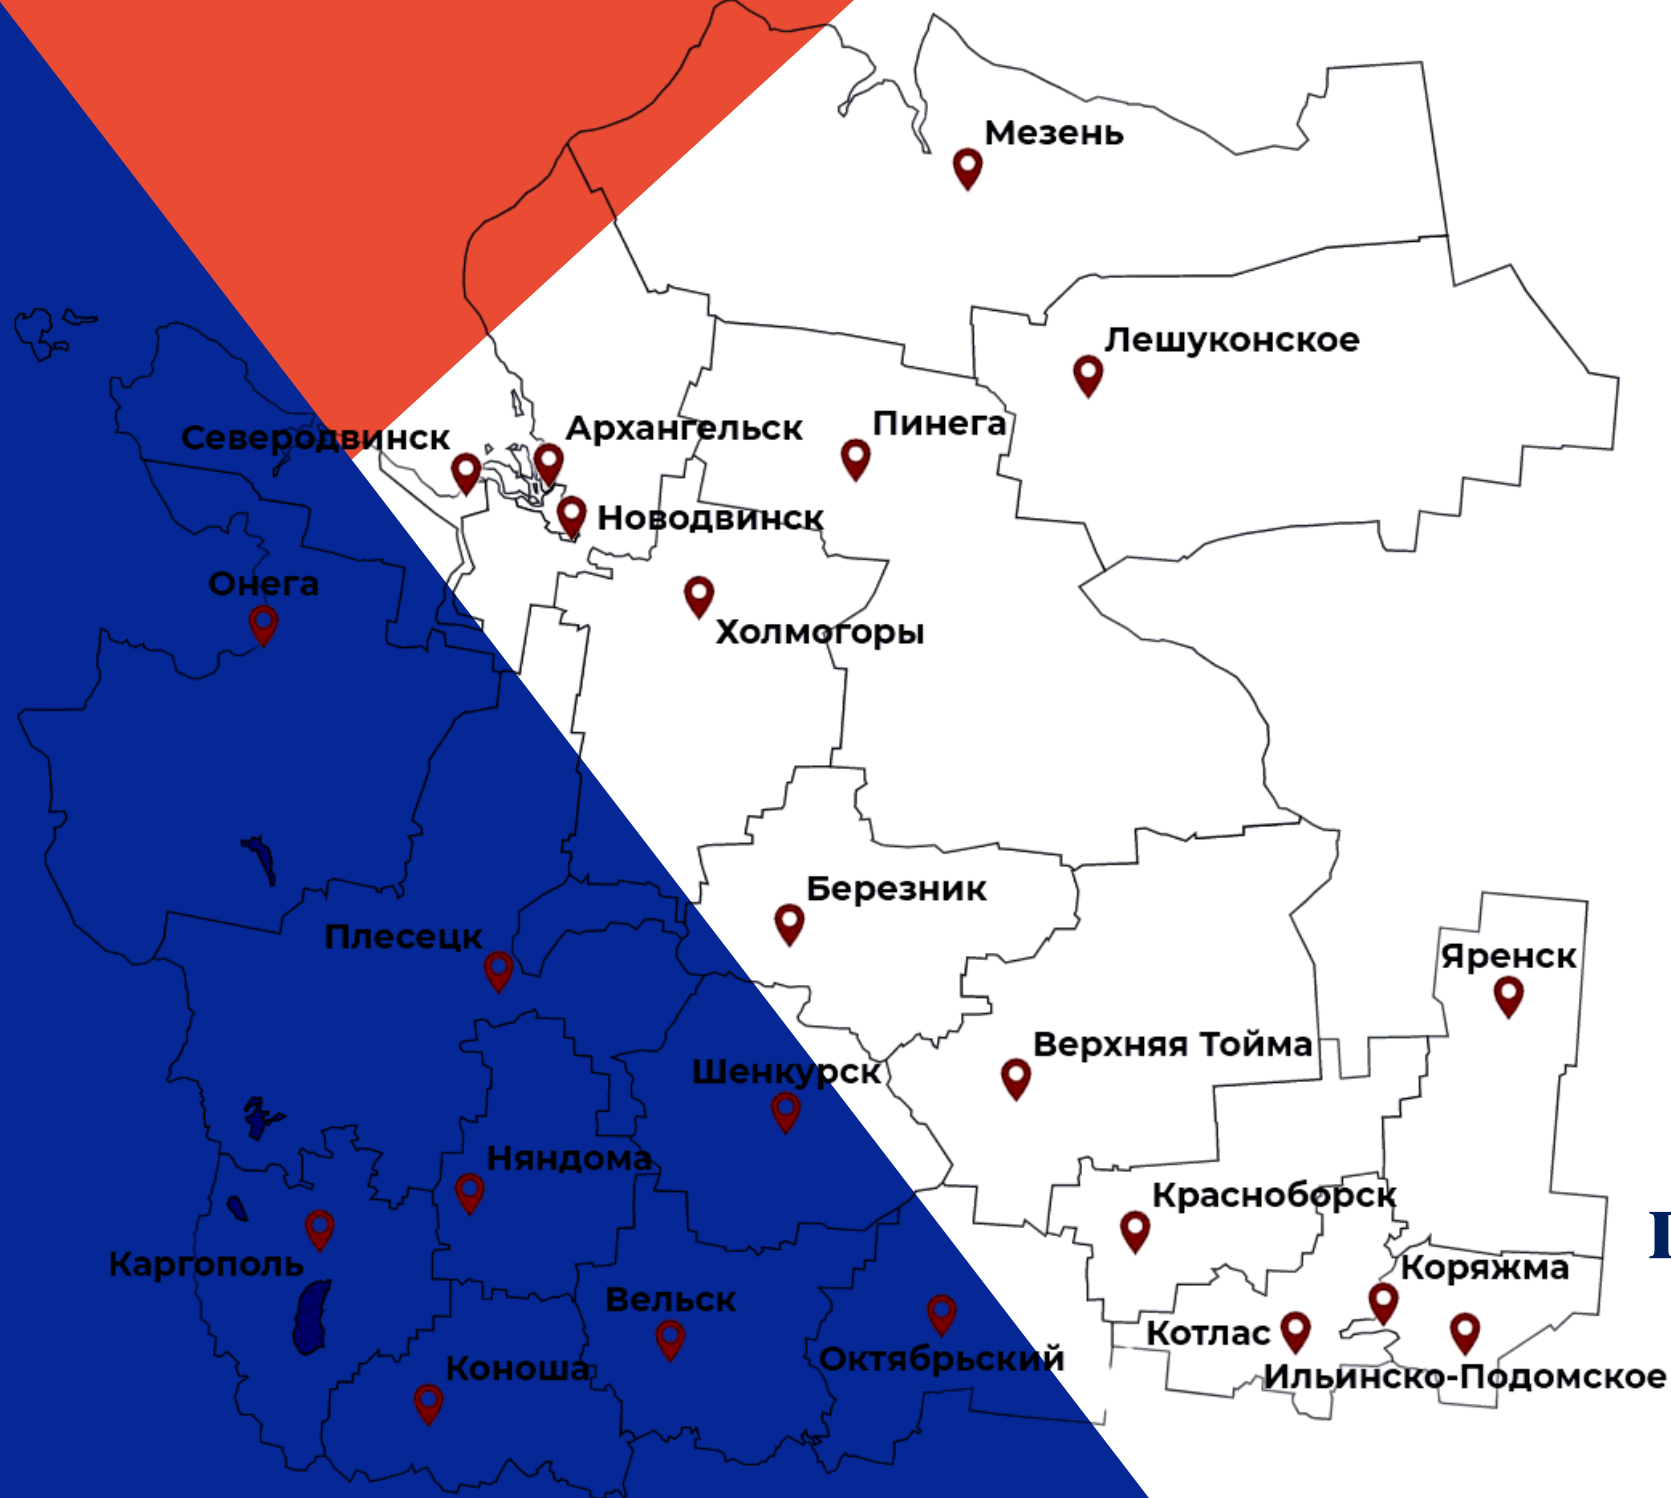 Мезень
Лешуконское
Пинега
Архангельск
Северодвинск
Новодвинск
Онега
Холмогоры
Березник
Плесецк
Яренск
Верхняя Тойма
Шенкурск
Няндома
Красноборск
Каргополь
Коряжма
Вельск
Котлас
Октябрьский
Коноша
Ильинско-Подомское